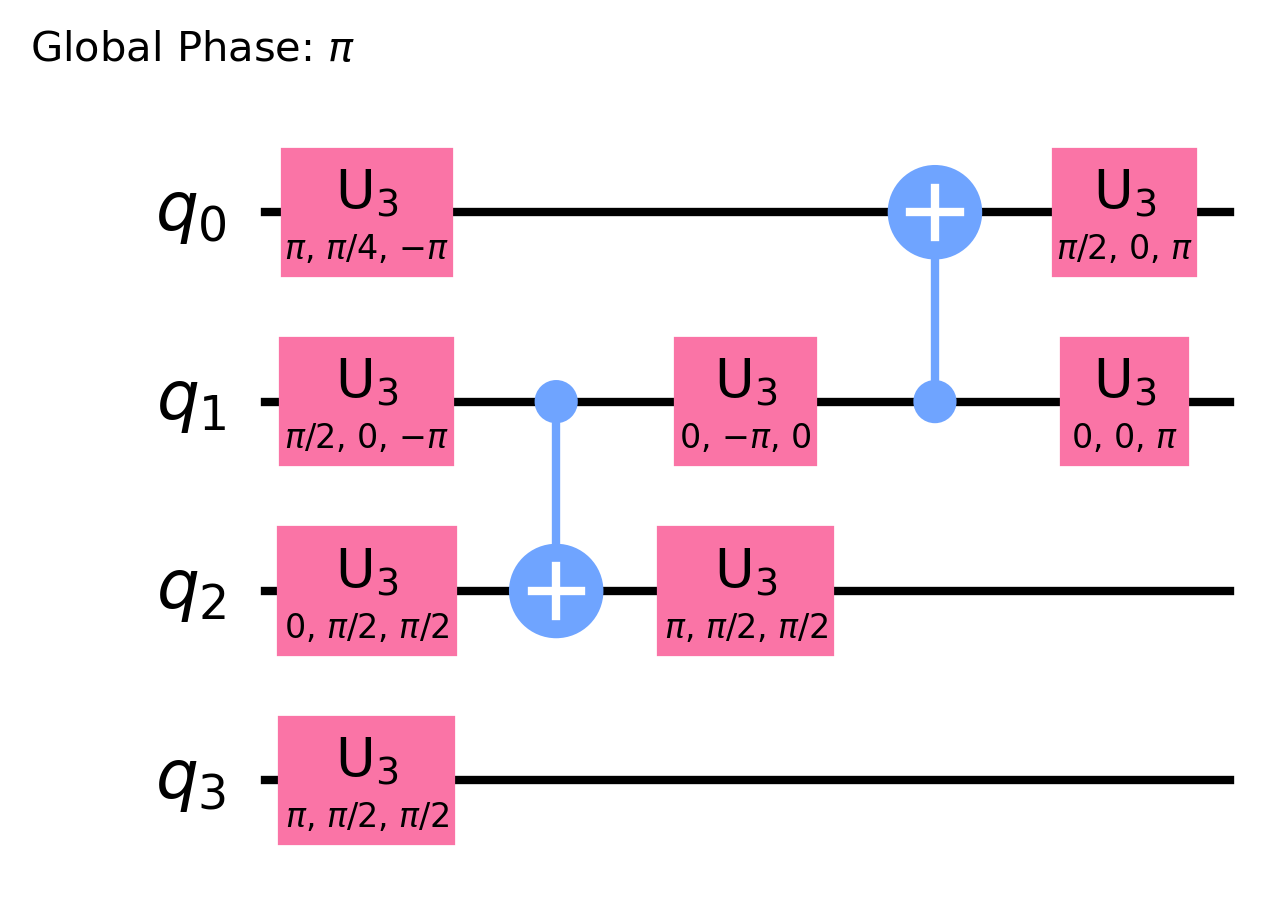 Global Phase: π
q0 U3 U3
π, π/4, −π π/2, 0, π
q1 U3 U3 U3
π/2, 0, −π 0, −π, 0 0, 0, π
q2 U3 U3
0, π/2, π/2 π, π/2, π/2
q3 U3
π, π/2, π/2